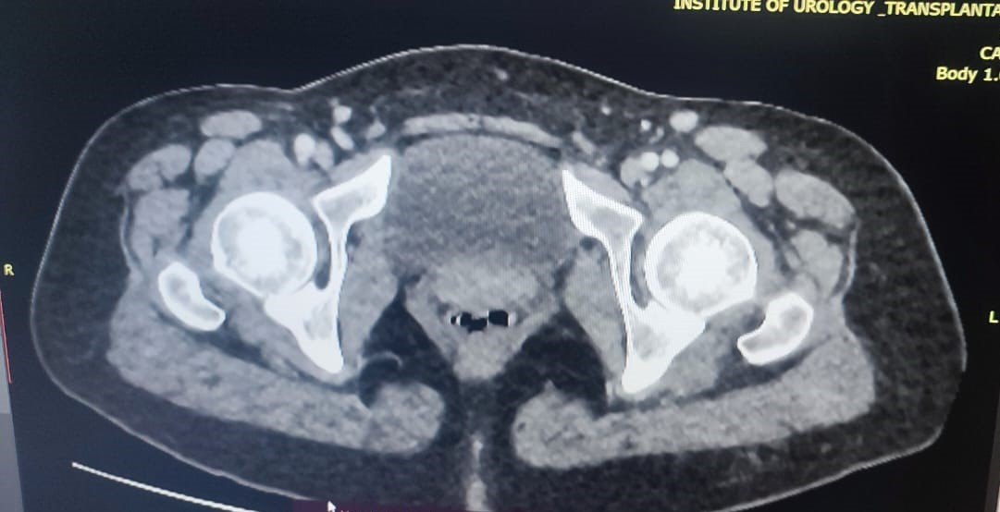 INSTITUTE OF UROLOGY _TRANSPLANTA
CA
Body 1.
R
L